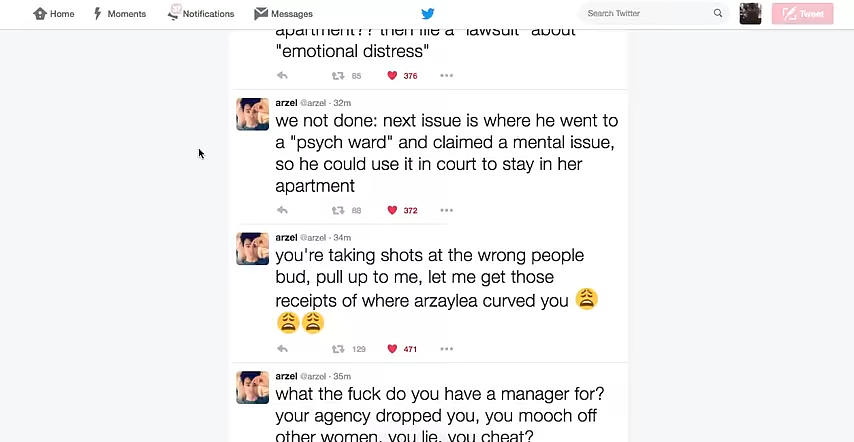 Home Moments Notifications Messages Search Twitter Tweet
apartment?? then file a "lawsuit" about
"emotional distress"
85 376
arzel @arzel · 32m
we not done: next issue is where he went to
a "psych ward" and claimed a mental issue,
so he could use it in court to stay in her
apartment
88 372
arzel @arzel · 34m
you're taking shots at the wrong people
bud, pull up to me, let me get those
receipts of where arzaylea curved you 😩
😩😩
129 471
arzel @arzel · 35m
what the fuck do you have a manager for?
your agency dropped you, you mooch off
other women, you lie, you cheat?